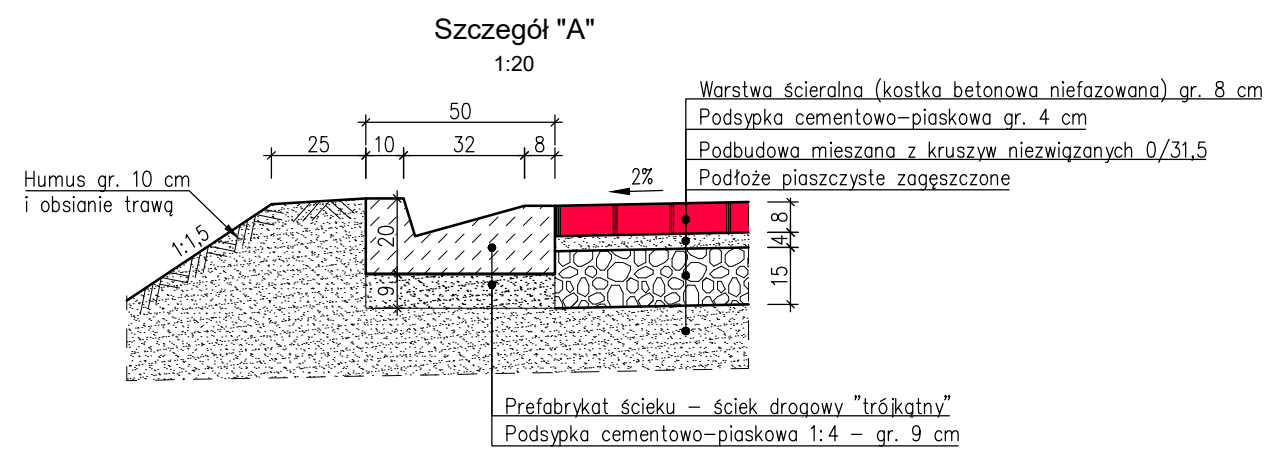 Szczegół "A"
1:20
Warstwa ścieralna (kostka betonowa niefazowana) gr. 8 cm
Podsypka cementowo-piaskowa gr. 4 cm
Podbudowa mieszana z kruszyw niezwiązanych 0/31,5
Podłoże piaszczyste zagęszczone
50
25 10 32 8
2%
Humus gr. 10 cm
i obsianie trawą
1:1,5
20
9
8
4
15
Prefabrykat ścieku – ściek drogowy "trójkątny"
Podsypka cementowo-piaskowa 1:4 – gr. 9 cm